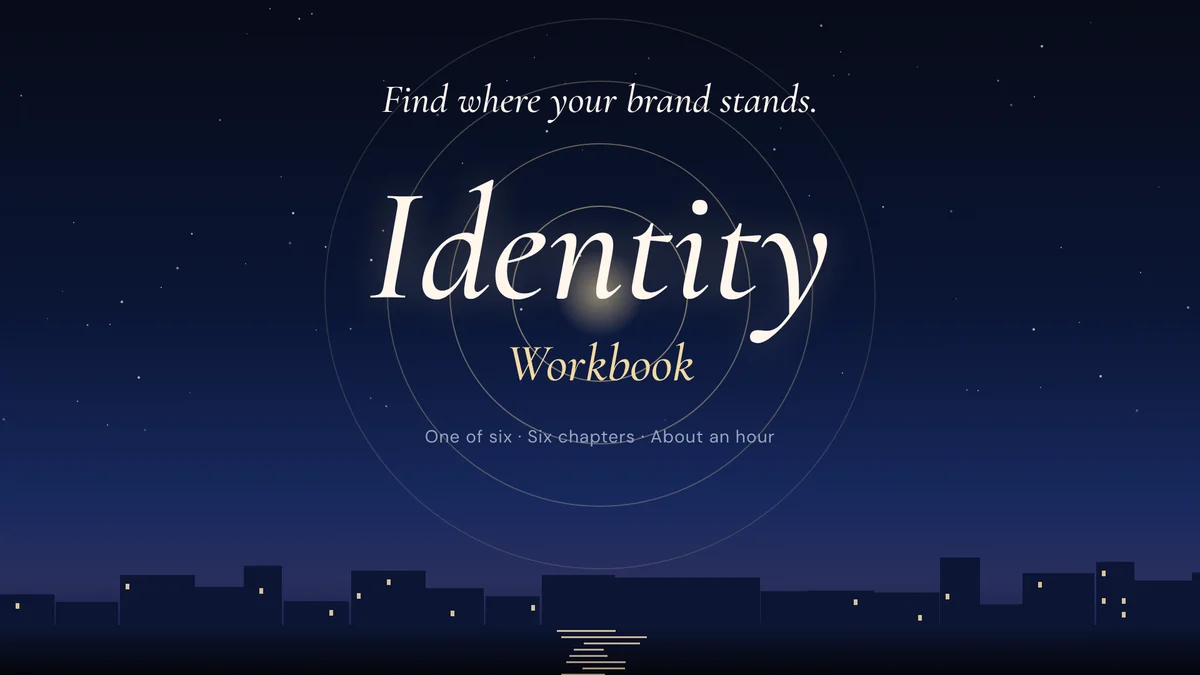 Find where your brand stands.
Identity
Workbook
One of six · Six chapters · About an hour